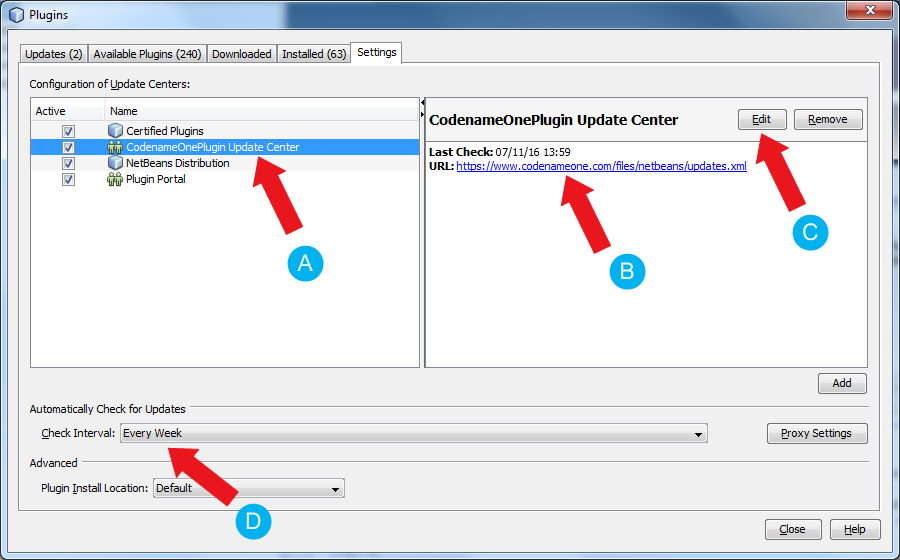 Plugins
Updates (2) Available Plugins (240) Downloaded Installed (63) Settings
Configuration of Update Centers:
Active Name
Certified Plugins
CodenameOnePlugin Update Center
NetBeans Distribution
Plugin Portal
CodenameOnePlugin Update Center Edit Remove
Last Check: 07/11/16 13:59
URL: https://www.codenameone.com/files/netbeans/updates.xml
A
B
C
Add
Automatically Check for Updates
Check Interval: Every Week Proxy Settings
Advanced
Plugin Install Location: Default
D
Close Help